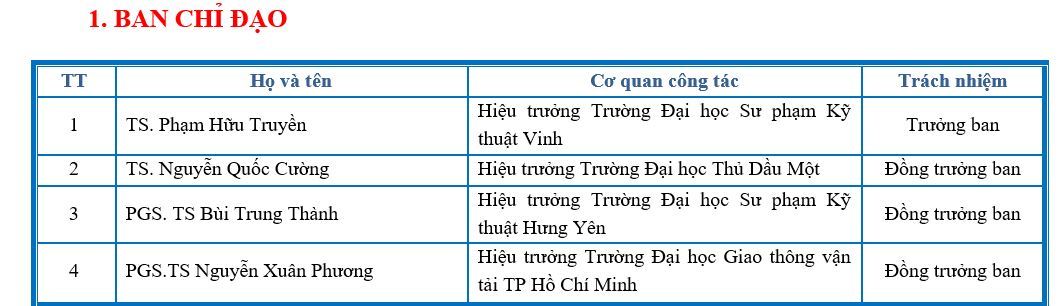 1. BAN CHỈ ĐẠO
TT Họ và tên Cơ quan công tác Trách nhiệm
1 TS. Phạm Hữu Truyền Hiệu trưởng Trường Đại học Sư phạm Kỹ thuật Vinh Trưởng ban
2 TS. Nguyễn Quốc Cường Hiệu trưởng Trường Đại học Thủ Dầu Một Đồng trưởng ban
3 PGS. TS Bùi Trung Thành Hiệu trưởng Trường Đại học Sư phạm Kỹ thuật Hưng Yên Đồng trưởng ban
4 PGS.TS Nguyễn Xuân Phương Hiệu trưởng Trường Đại học Giao thông vận tải TP Hồ Chí Minh Đồng trưởng ban